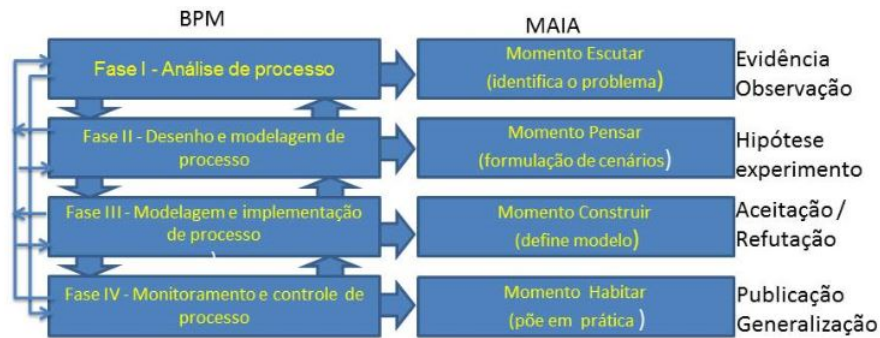 BPM
MAIA
Fase I - Análise de processo
Momento Escutar
(identifica o problema)
Evidência
Observação
Fase II - Desenho e modelagem de
processo
Momento Pensar
(formulação de cenários)
Hipótese
experimento
Fase III - Modelagem e implementação
de processo
)
Momento Construir
(define modelo)
Aceitação /
Refutação
Fase IV - Monitoramento e controle de
processo
Momento Habitar
(põe em prática )
Publicação
Generalização